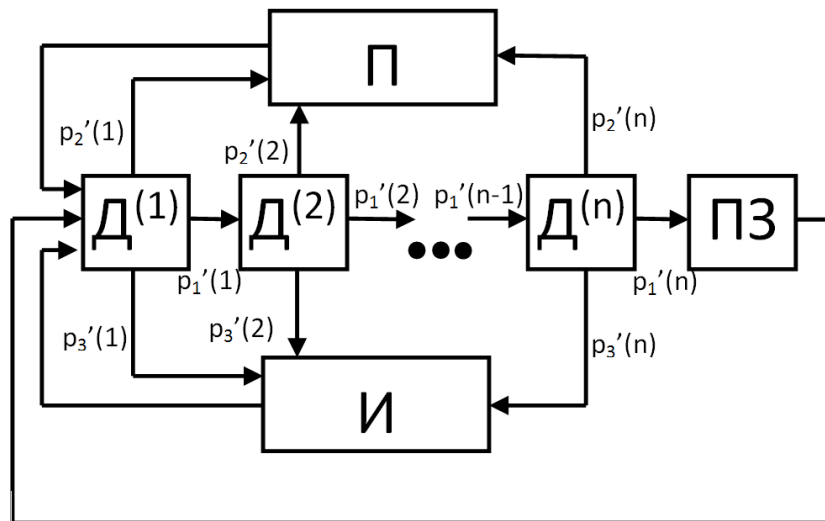 П
p₂'(1)
p₂'(2)
p₂'(n)
Д⁽¹⁾
Д⁽²⁾
p₁'(2)
p₁'(n-1)
Д⁽ⁿ⁾
ПЗ
•••
p₁'(1)
p₁'(n)
p₃'(1)
p₃'(2)
p₃'(n)
И